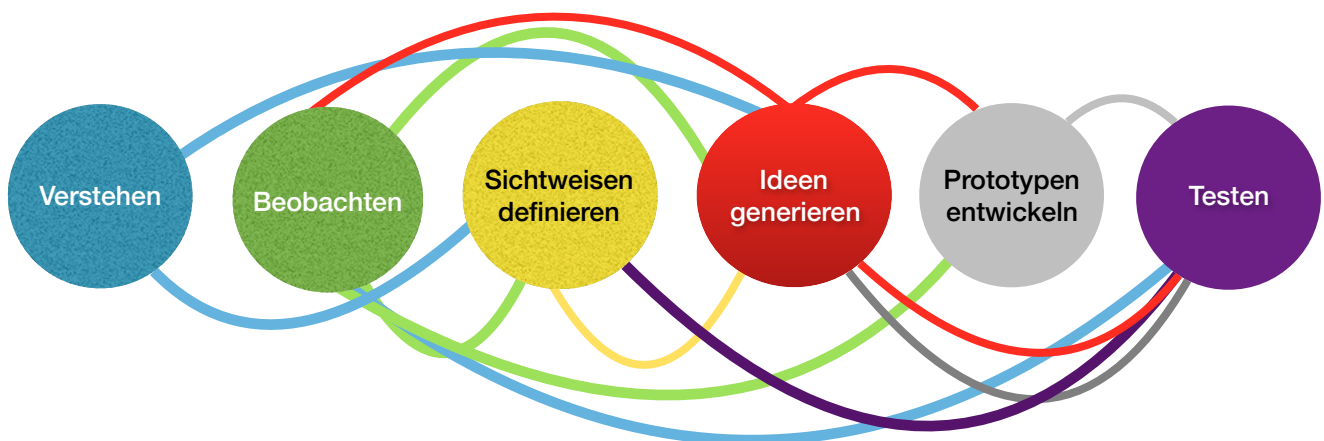 Verstehen
Beobachten
Sichtweisen
definieren
Ideen
generieren
Prototypen
entwickeln
Testen